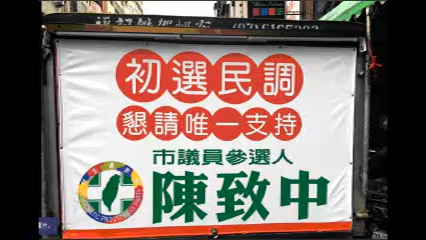 初選民調
懇請唯一支持
市議員參選人
陳致中